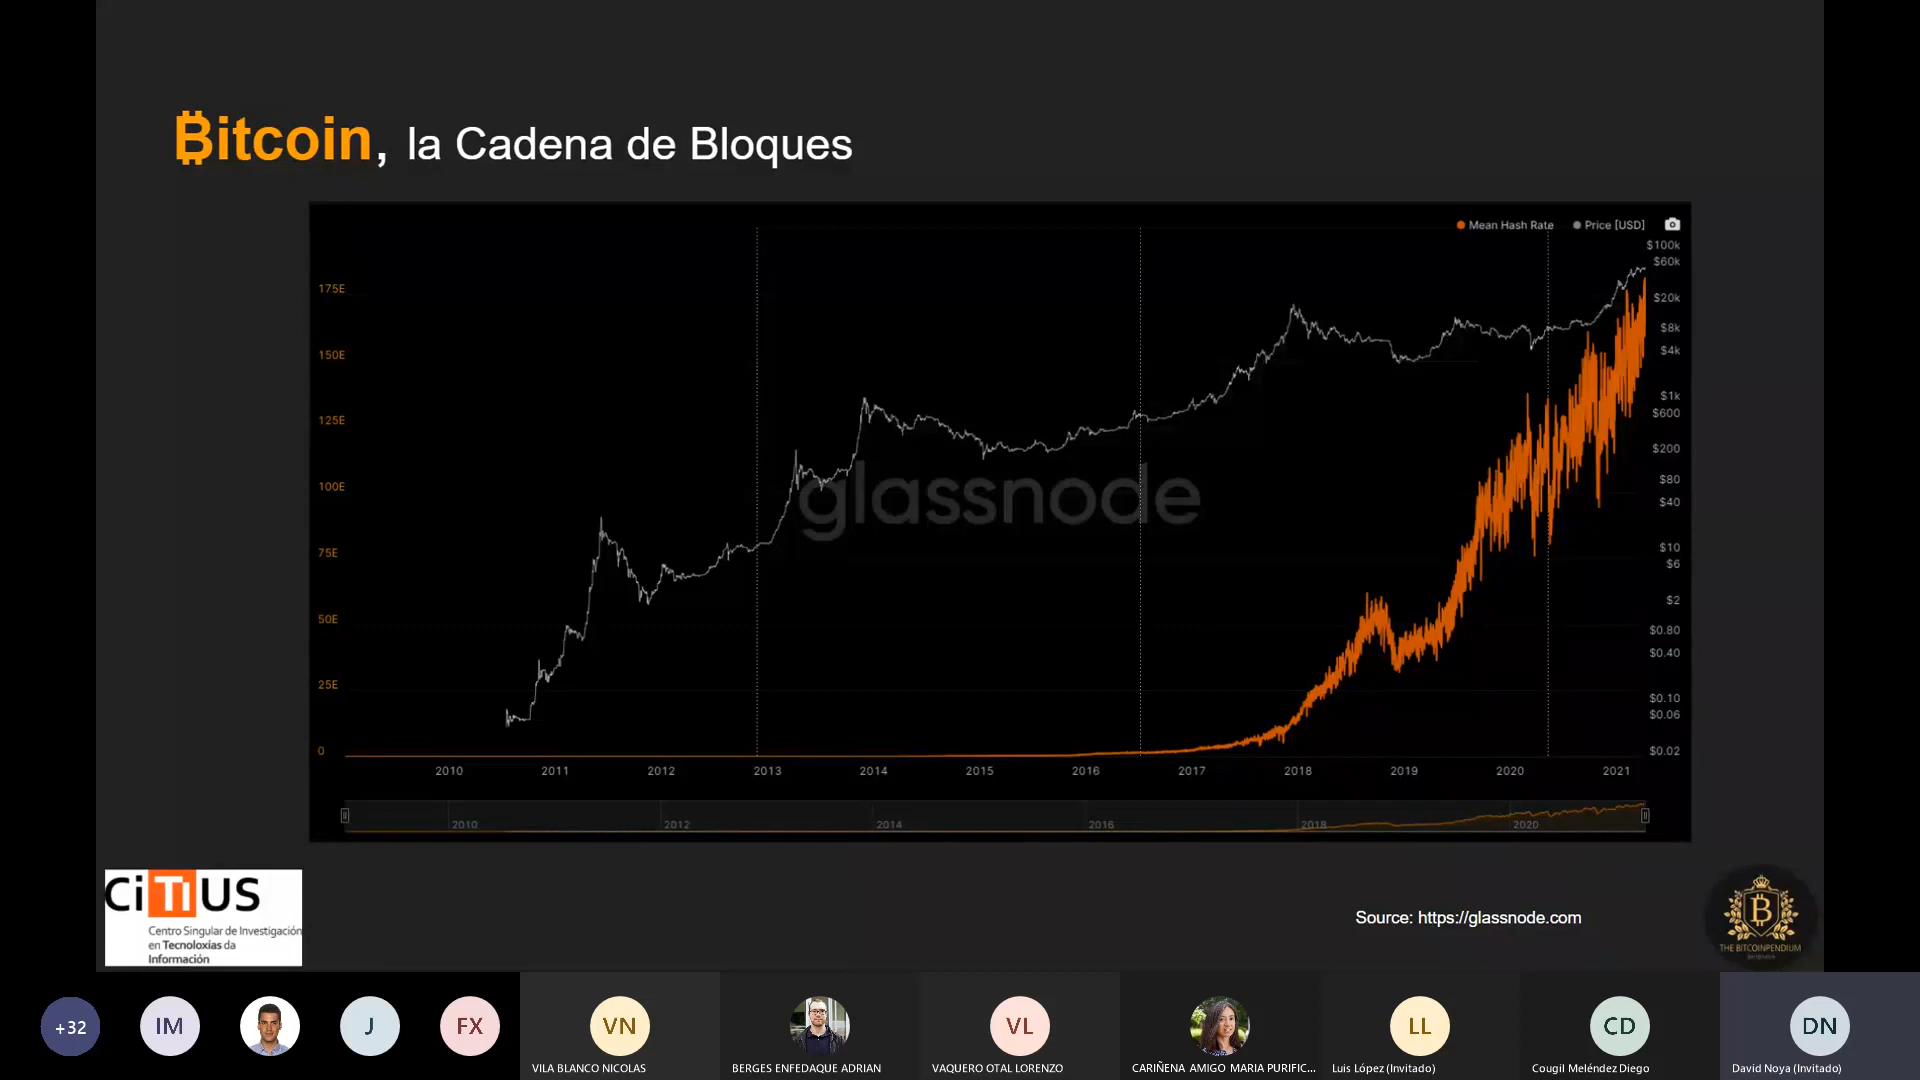 Bitcoin, la Cadena de Bloques
Mean Hash Rate
Price [USD]
$100k
$60k
$20k
$8k
$4k
$1k
$600
$200
$80
$40
$10
$6
$2
$0.80
$0.40
$0.10
$0.06
$0.02
175E
150E
125E
100E
75E
50E
25E
0
glassnode
2010 2011 2012 2013 2014 2015 2016 2017 2018 2019 2020 2021
2010 2012 2014 2016 2018 2020
CiTIUS
Centro Singular de Investigación
en Tecnoloxías da
Información
Source: https://glassnode.com
B
THE BITCOINPENDIUM
+32
IM
J
FX
VN
VL
LL
CD
DN
VILA BLANCO NICOLAS
BERGES ENFEDAQUE ADRIAN
VAQUERO OTAL LORENZO
CARIÑENA AMIGO MARIA PURIFIC...
Luis López (Invitado)
Cougil Meléndez Diego
David Noya (Invitado)